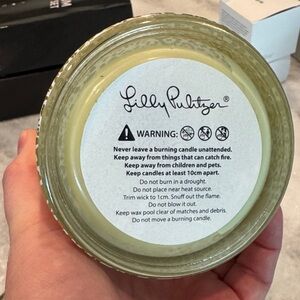 Lilly Pulitzer®
WARNING:
Never leave a burning candle unattended.
Keep away from things that can catch fire.
Keep away from children and pets.
Keep candles at least 10cm apart.
Do not burn in a drought.
Do not place near heat source.
Trim wick to 1cm. Snuff out the flame.
Do not blow it out.
Keep wax pool clear of matches and debris.
Do not move a burning candle.